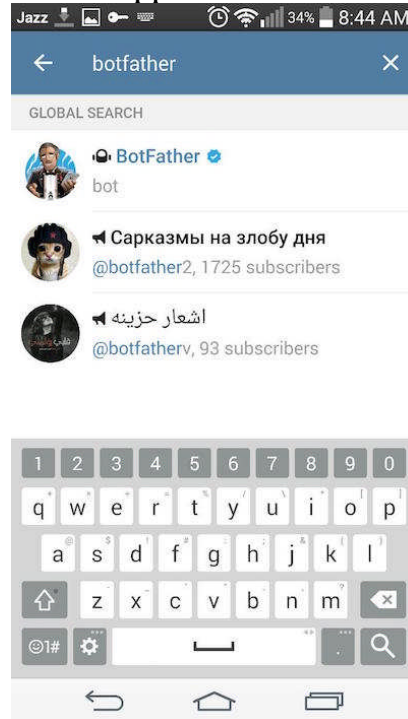 Jazz 34% 8:44 AM
botfather
GLOBAL SEARCH
BotFather
bot
Сарказмы на злобу дня
@botfather2, 1725 subscribers
اشعار حزينه
@botfatherv, 93 subscribers
1 2 3 4 5 6 7 8 9 0
q w e r t y u i o p
a s d f g h j k l
z x c v b n m
1# .